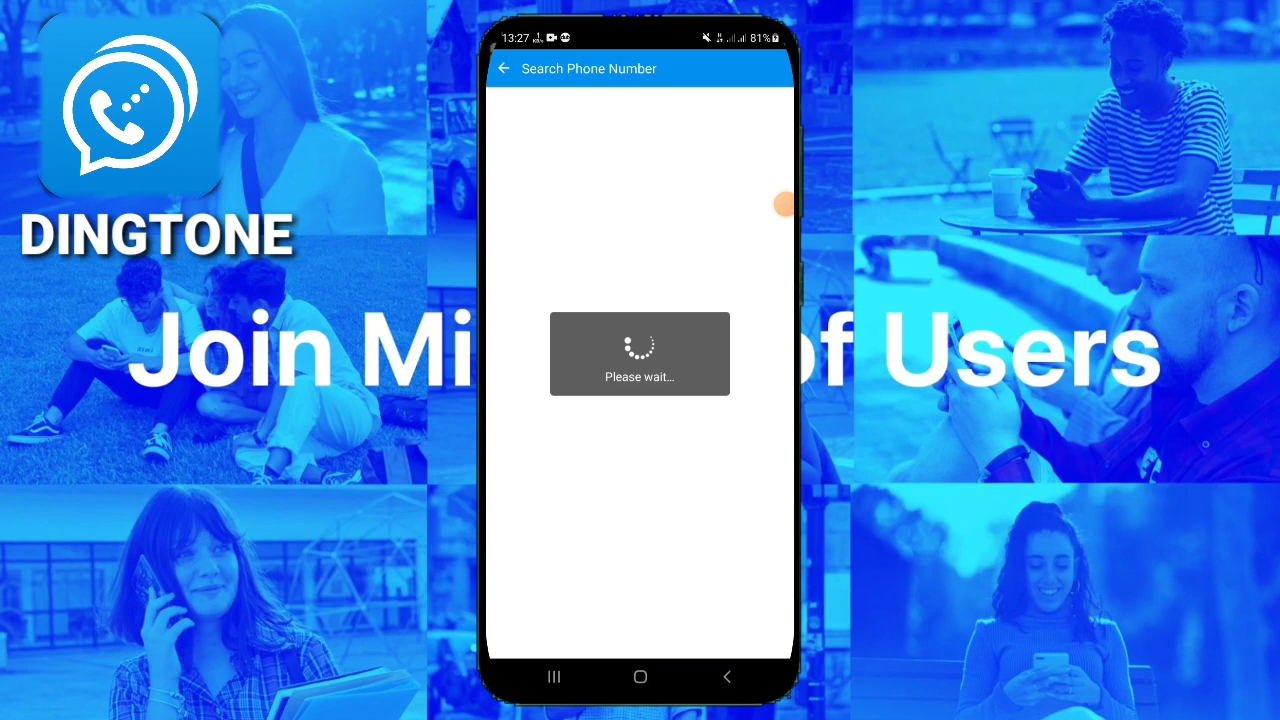 13:27
81%
Search Phone Number
DINGTONE
Join Mi of Users
Please wait...